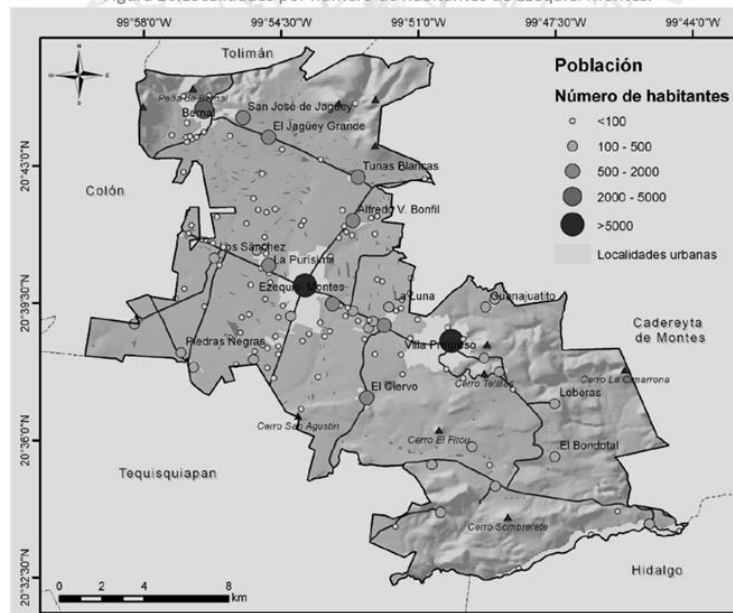 99°58'0"W 99°54'30"W 99°51'0"W 99°47'30"W 99°44'0"W
Tolimán
Peña de Bernal
Bernal
San José de Jagüey
El Jagüey Grande
20°43'0"N
Tunas Blancas
Colón
Alfredo V. Bonfil
Los Sánchez
La Purísima
Ezequiel Montes
20°39'30"N
La Luna
Guanajuatito
Cadereyta
de Montes
Piedras Negras
Villa Progreso
Cerro Tetillas
Cerro La Cimarrona
El Ciervo
Loberas
Cerro San Agustín
20°36'0"N
Cerro El Fitou
El Bondotal
Tequisquiapan
Cerro Sombrerete
Hidalgo
20°32'30"N
0 2 4 8
km
Población
Número de habitantes
<100
100 - 500
500 - 2000
2000 - 5000
>5000
Localidades urbanas